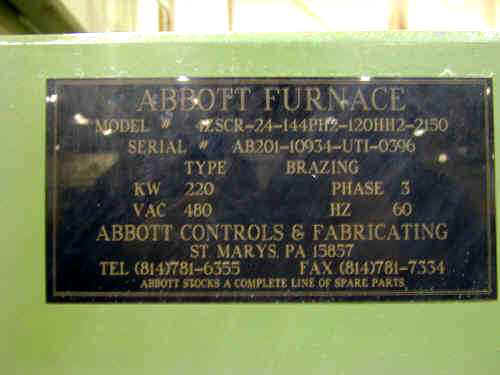 ABBOTT FURNACE
MODEL # 4ZSCR-24-144PH2-120HH2-2150
SERIAL # AB201-10934-UT1-0396
TYPE BRAZING
KW 220 PHASE 3
VAC 480 HZ 60
ABBOTT CONTROLS & FABRICATING
ST. MARYS, PA 15857
TEL (814)781-6355 FAX (814)781-7334
ABBOTT STOCKS A COMPLETE LINE OF SPARE PARTS